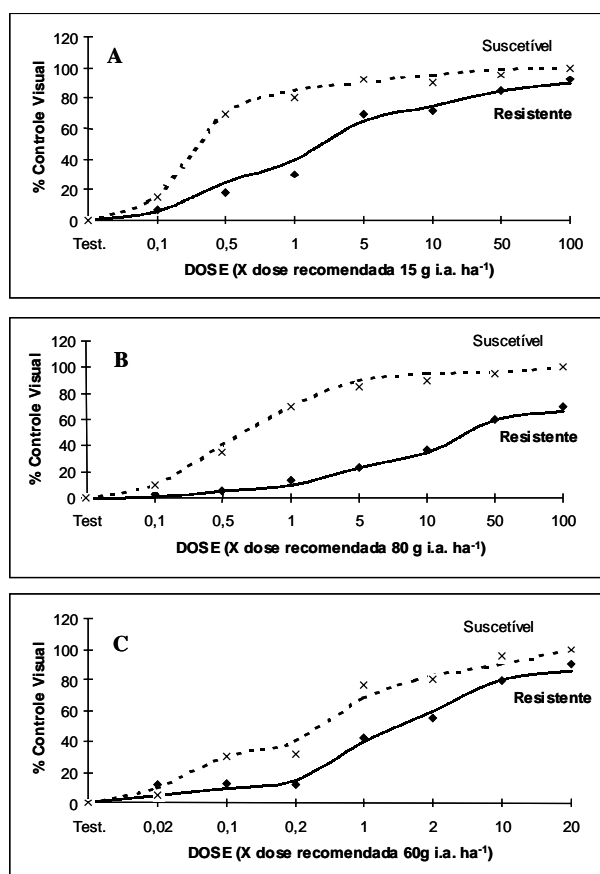 A
Suscetível
Resistente
% Controle Visual
120
100
80
60
40
20
0
Test. 0,1 0,5 1 5 10 50 100
DOSE (X dose recomendada 15 g i.a. ha⁻¹)
B
Suscetível
Resistente
% Controle Visual
120
100
80
60
40
20
0
Test 0,1 0,5 1 5 10 50 100
DOSE (X dose recomendada 80 g i.a. ha⁻¹)
C
Suscetível
Resistente
% Controle Visual
120
100
80
60
40
20
0
Test. 0,02 0,1 0,2 1 2 10 20
DOSE (X dose recomendada 60g i.a. ha⁻¹)